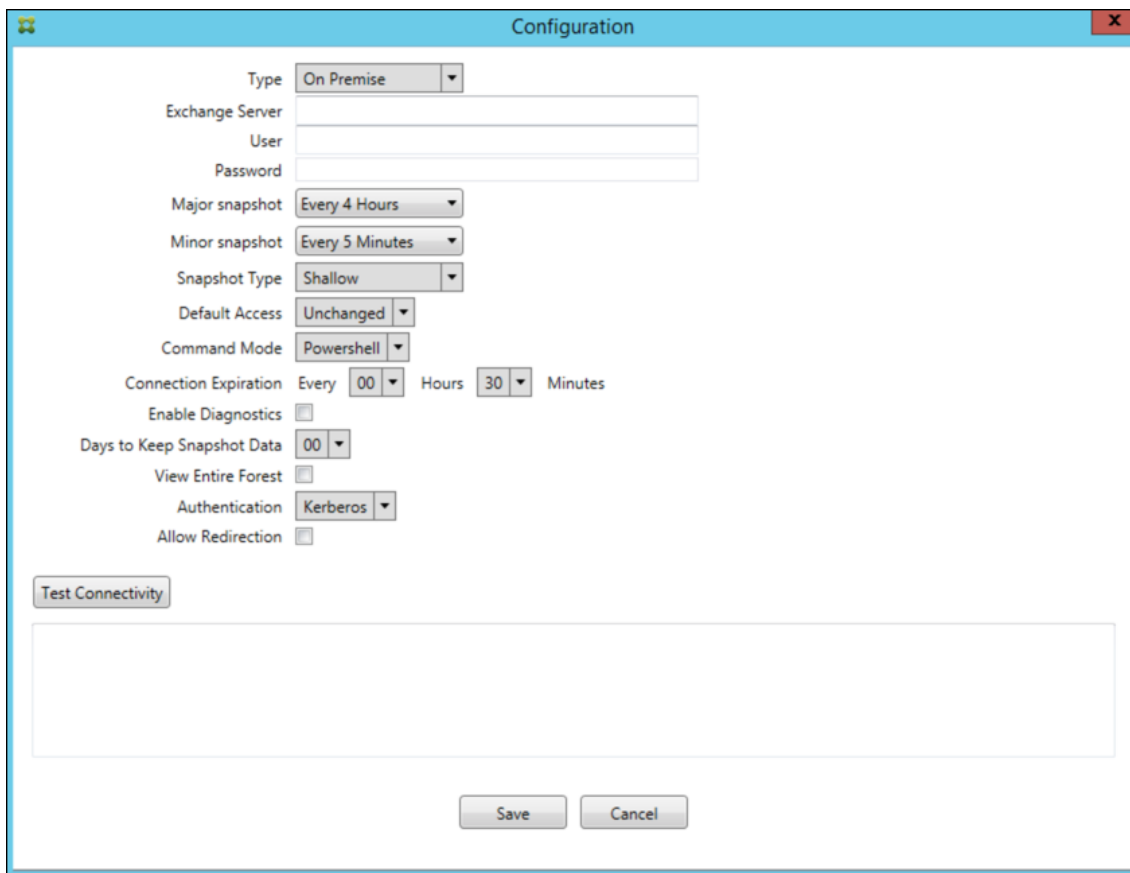 Configuration
x
Type On Premise
Exchange Server
User
Password
Major snapshot Every 4 Hours
Minor snapshot Every 5 Minutes
Snapshot Type Shallow
Default Access Unchanged
Command Mode Powershell
Connection Expiration Every 00 Hours 30 Minutes
Enable Diagnostics
Days to Keep Snapshot Data 00
View Entire Forest
Authentication Kerberos
Allow Redirection
Test Connectivity
Save Cancel